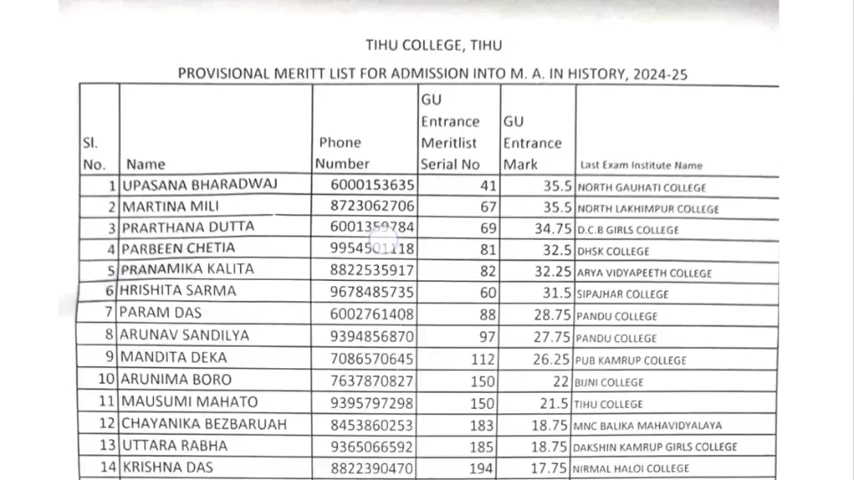 TIHU COLLEGE, TIHU
PROVISIONAL MERITT LIST FOR ADMISSION INTO M. A. IN HISTORY, 2024-25
Sl. No. Name Phone Number GU Entrance Meritlist Serial No GU Entrance Mark Last Exam Institute Name
1 UPASANA BHARADWAJ 6000153635 41 35.5 NORTH GAUHATI COLLEGE
2 MARTINA MILI 8723062706 67 35.5 NORTH LAKHIMPUR COLLEGE
3 PRARTHANA DUTTA 6001359784 69 34.75 D.C.B GIRLS COLLEGE
4 PARBEEN CHETIA 9954501118 81 32.5 DHSK COLLEGE
5 PRANAMIKA KALITA 8822535917 82 32.25 ARYA VIDYAPEETH COLLEGE
6 HRISHITA SARMA 9678485735 60 31.5 SIPAJHAR COLLEGE
7 PARAM DAS 6002761408 88 28.75 PANDU COLLEGE
8 ARUNAV SANDILYA 9394856870 97 27.75 PANDU COLLEGE
9 MANDITA DEKA 7086570645 112 26.25 PUB KAMRUP COLLEGE
10 ARUNIMA BORO 7637870827 150 22 BIJNI COLLEGE
11 MAUSUMI MAHATO 9395797298 150 21.5 TIHU COLLEGE
12 CHAYANIKA BEZBARUAH 8453860253 183 18.75 MNC BALIKA MAHAVIDYALAYA
13 UTTARA RABHA 9365066592 185 18.75 DAKSHIN KAMRUP GIRLS COLLEGE
14 KRISHNA DAS 8822390470 194 17.75 NIRMAL HALOI COLLEGE